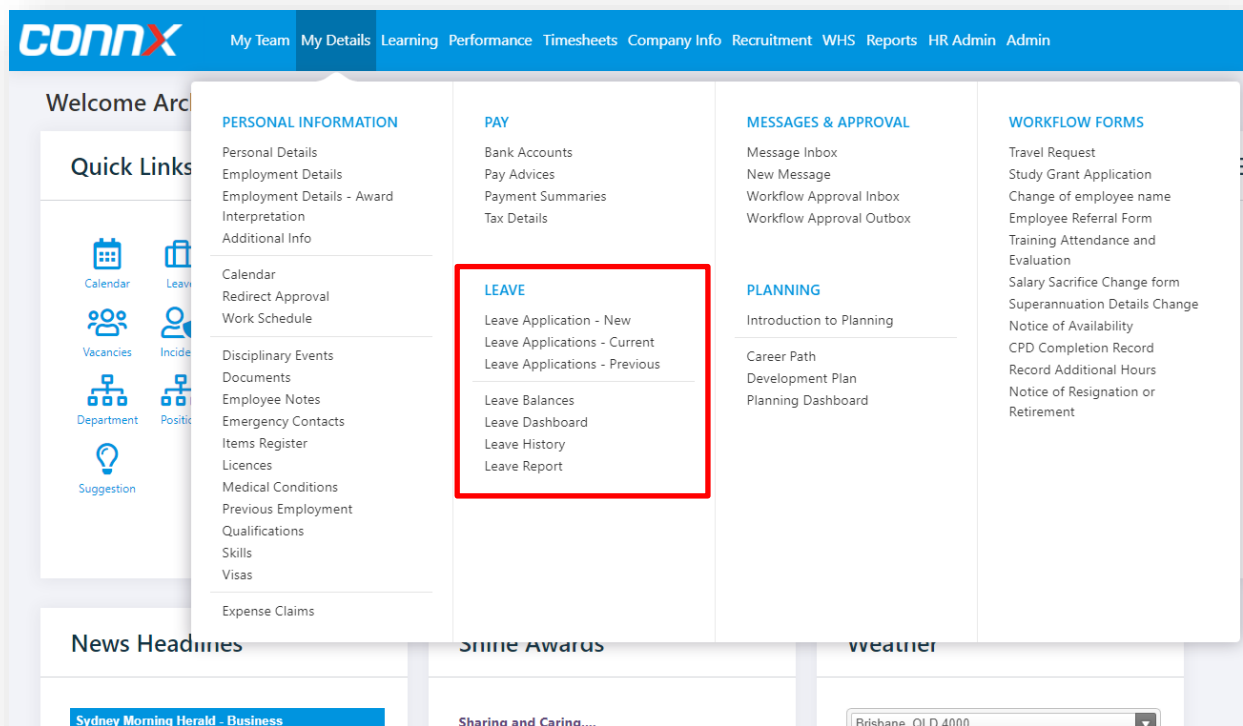 connx
My Team My Details Learning Performance Timesheets Company Info Recruitment WHS Reports HR Admin Admin
Welcome
Quick Links
Calendar
Vacancies
Department
Suggestion
PERSONAL INFORMATION
Personal Details
Employment Details
Employment Details - Award
Interpretation
Additional Info
Calendar
Redirect Approval
Work Schedule
Disciplinary Events
Documents
Employee Notes
Emergency Contacts
Items Register
Licences
Medical Conditions
Previous Employment
Qualifications
Skills
Visas
Expense Claims
PAY
Bank Accounts
Pay Advices
Payment Summaries
Tax Details
LEAVE
Leave Application - New
Leave Applications - Current
Leave Applications - Previous
Leave Balances
Leave Dashboard
Leave History
Leave Report
MESSAGES & APPROVAL
Message Inbox
New Message
Workflow Approval Inbox
Workflow Approval Outbox
PLANNING
Introduction to Planning
Career Path
Development Plan
Planning Dashboard
WORKFLOW FORMS
Travel Request
Study Grant Application
Change of employee name
Employee Referral Form
Training Attendance and
Evaluation
Salary Sacrifice Change form
Superannuation Details Change
Notice of Availability
CPD Completion Record
Record Additional Hours
Notice of Resignation or
Retirement
News Headlines
Sydney Morning Herald - Business
Shine Awards
Sharing and Caring....
Weather
Brisbane, QLD 4000